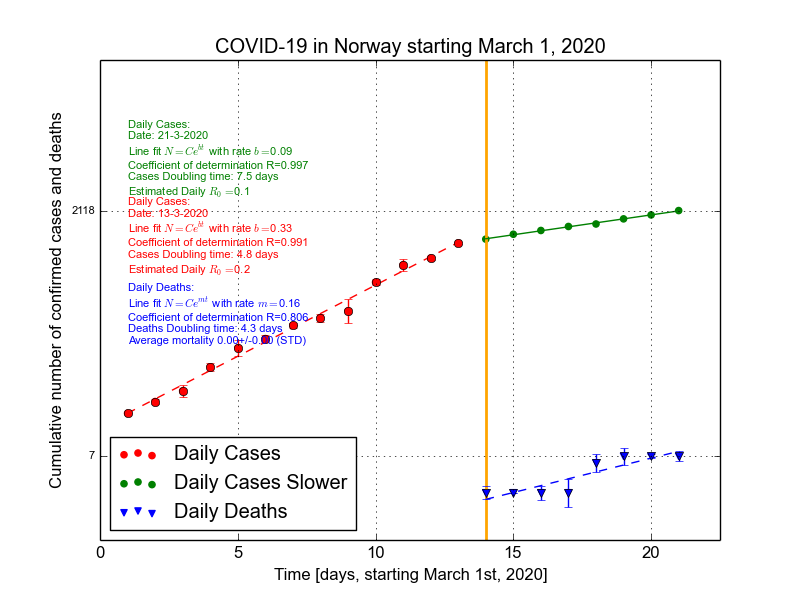 COVID-19 in Norway starting March 1, 2020
Cumulative number of confirmed cases and deaths
Daily Cases:
Date: 21-3-2020
Line fit N = Ce^{bt} with rate b = 0.09
Coefficient of determination R=0.997
Cases Doubling time: 7.5 days
Estimated Daily R_0 = 0.1
Daily Cases:
Date: 13-3-2020
Line fit N = Ce^{bt} with rate b = 0.33
Coefficient of determination R=0.991
Cases Doubling time: 4.8 days
Estimated Daily R_0 = 0.2
Daily Deaths:
Line fit N = Ce^{mt} with rate m = 0.16
Coefficient of determination R=0.806
Deaths Doubling time: 4.3 days
Average mortality 0.00+/-0.00 (STD)
2118
7
Daily Cases
Daily Cases Slower
Daily Deaths
0 5 10 15 20
Time [days, starting March 1st, 2020]